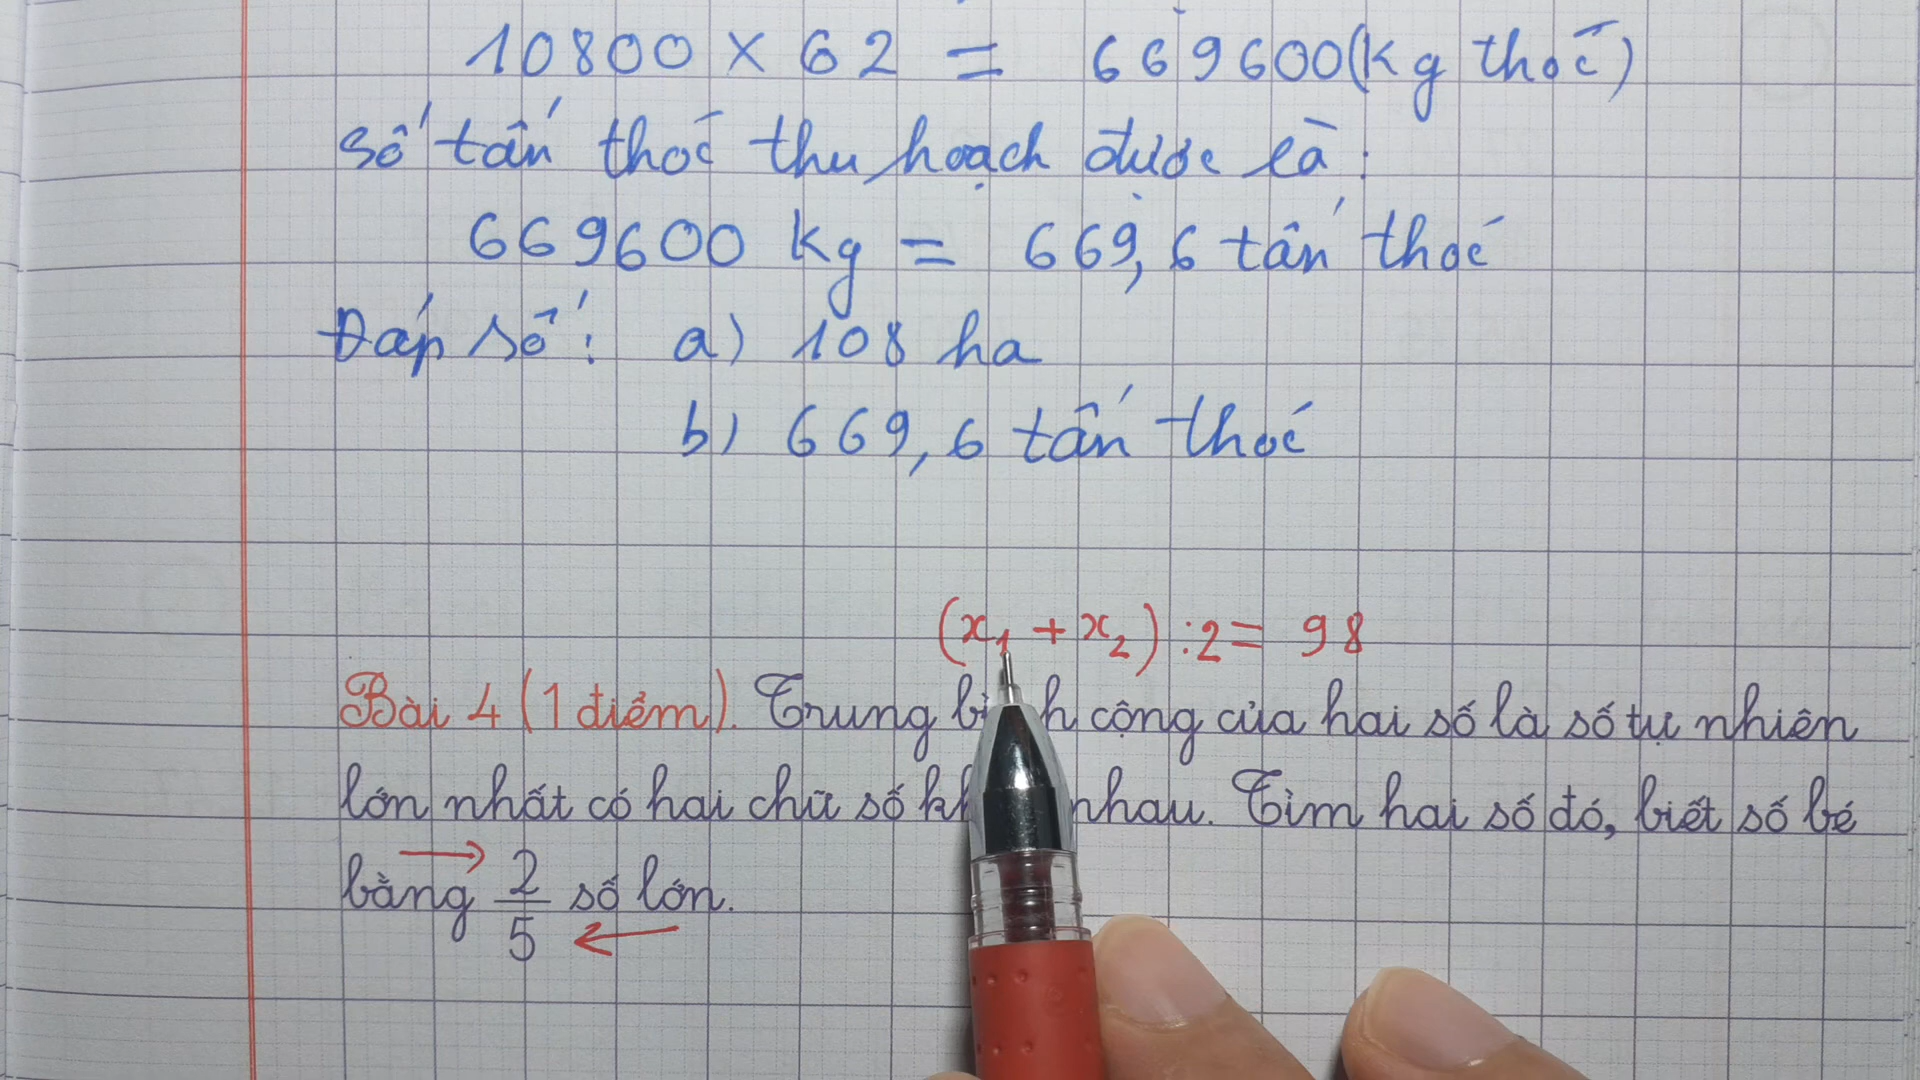 10800 x 62 = 669600(kg thóc)
Số tấn thóc thu hoạch được là:
669600 kg = 669,6 tấn thóc
Đáp số: a) 108 ha
b) 669,6 tấn thóc
(x₁ + x₂) : 2 = 98
Bài 4 (1 điểm). Trung cộng của hai số là số tự nhiên
lớn nhất có hai chữ số nhau. Tìm hai số đó, biết số bé
bằng 2/5 số lớn.